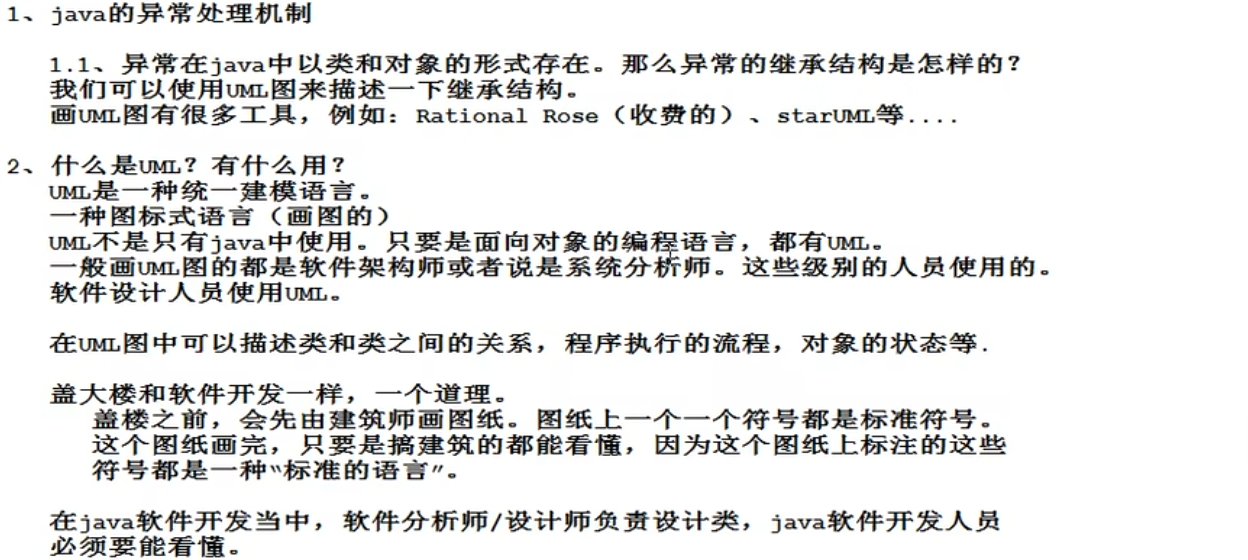 1、java的异常处理机制
1.1、异常在java中以类和对象的形式存在。那么异常的继承结构是怎样的？
我们可以使用UML图来描述一下继承结构。
画UML图有很多工具，例如：Rational Rose（收费的）、starUML等....
2、什么是UML？有什么用？
UML是一种统一建模语言。
一种图标式语言（画图的）
UML不是只有java中使用。只要是面向对象的编程语言，都有UML。
一般画UML图的都是软件架构师或者说是系统分析师。这些级别的人员使用的。
软件设计人员使用UML。
在UML图中可以描述类和类之间的关系，程序执行的流程，对象的状态等.
盖大楼和软件开发一样，一个道理。
盖楼之前，会先由建筑师画图纸。图纸上一个一个符号都是标准符号。
这个图纸画完，只要是搞建筑的都能看懂，因为这个图纸上标注的这些
符号都是一种“标准的语言”。
在java软件开发当中，软件分析师/设计师负责设计类，java软件开发人员
必须要能看懂。